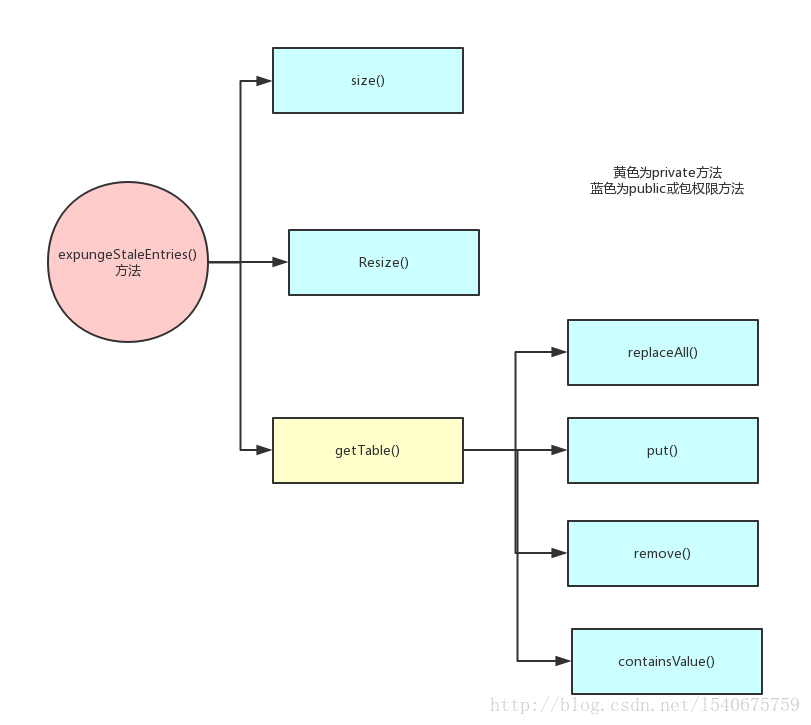 size()
黄色为private方法
蓝色为public或包权限方法
expungeStaleEntries()
方法
Resize()
replaceAll()
getTable()
put()
remove()
containsValue()
http://blog.csdn.net/l540675759